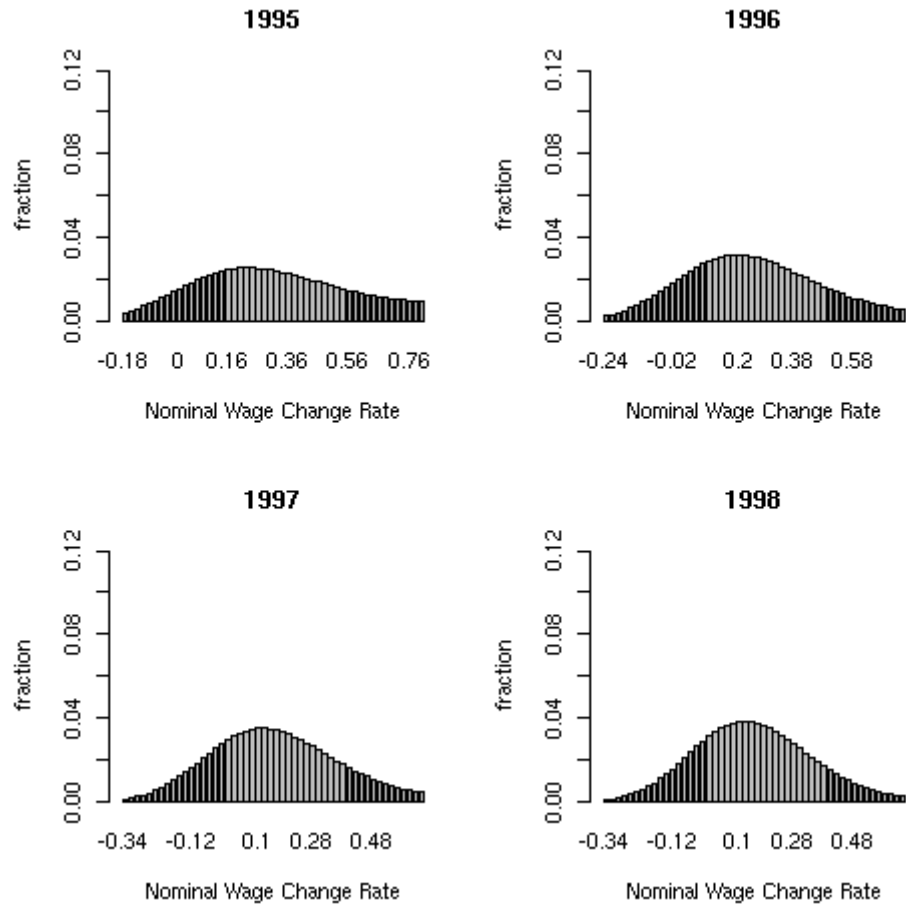 1995
0.12
0.08
0.04
0.00
fraction
-0.18 0 0.16 0.36 0.56 0.76
Nominal Wage Change Rate
1996
0.12
0.08
0.04
0.00
fraction
-0.24 -0.02 0.2 0.38 0.58
Nominal Wage Change Rate
1997
0.12
0.08
0.04
0.00
fraction
-0.34 -0.12 0.1 0.28 0.48
Nominal Wage Change Rate
1998
0.12
0.08
0.04
0.00
fraction
-0.34 -0.12 0.1 0.28 0.48
Nominal Wage Change Rate